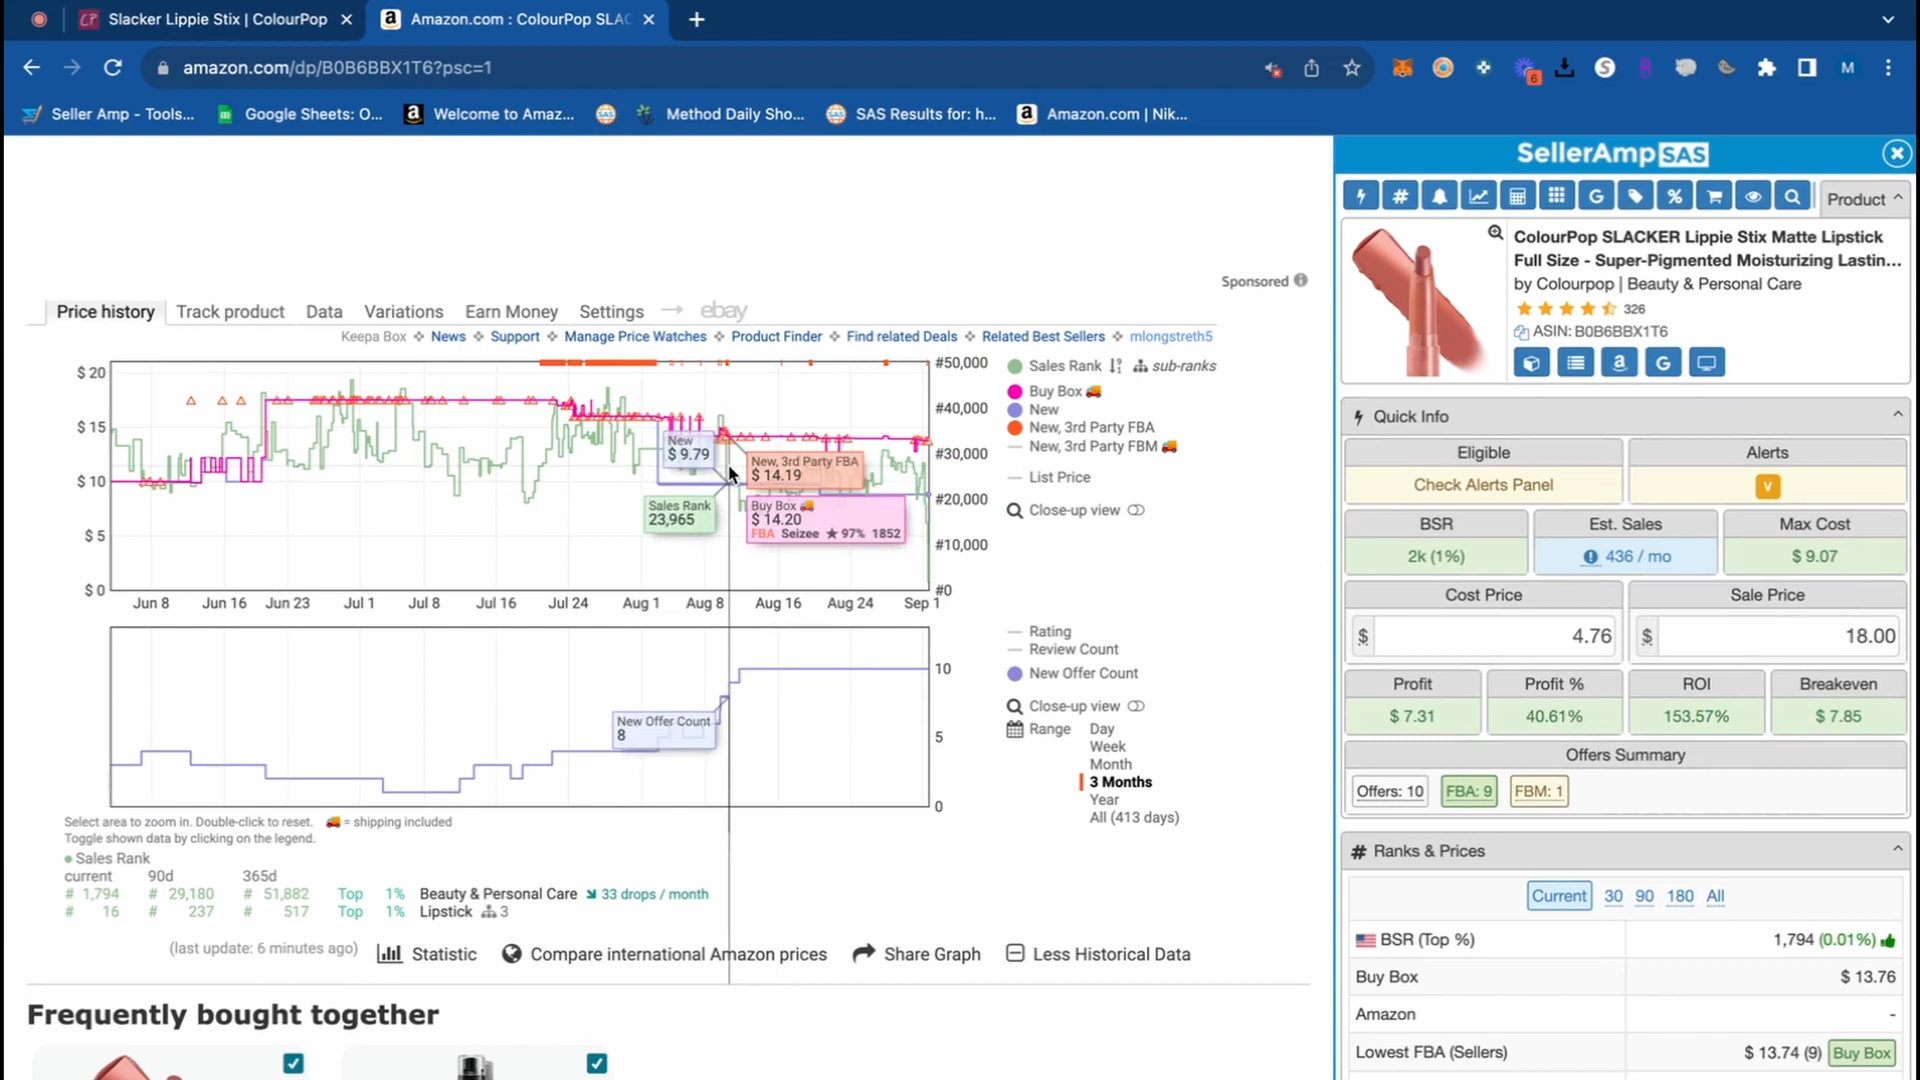 Slacker Lippie Stix | ColourPop
Amazon.com : ColourPop SLAC
amazon.com/dp/B0B6BBX1T6?psc=1
6
M
Seller Amp - Tools...
Google Sheets: O...
Welcome to Amaz...
Method Daily Sho...
SAS Results for: h...
Amazon.com | Nik...
Sponsored
Price history
Track product
Data
Variations
Earn Money
Settings
ebay
Keepa Box
News
Support
Manage Price Watches
Product Finder
Find related Deals
Related Best Sellers
mlongstreth5
$ 20
$ 15
$ 10
$ 5
$ 0
#50,000
#40,000
#30,000
#20,000
#10,000
#0
New
$ 9.79
New, 3rd Party FBA
$ 14.19
Sales Rank
23,965
Buy Box
$ 14.20
FBA Seizee ★ 97% 1852
Jun 8
Jun 16
Jun 23
Jul 1
Jul 8
Jul 16
Jul 24
Aug 1
Aug 8
Aug 16
Aug 24
Sep 1
Sales Rank
sub-ranks
Buy Box
New
New, 3rd Party FBA
New, 3rd Party FBM
List Price
Close-up view
New Offer Count
8
10
5
0
Rating
Review Count
New Offer Count
Close-up view
Range
Day
Week
Month
3 Months
Year
All (413 days)
Select area to zoom in. Double-click to reset.
= shipping included
Toggle shown data by clicking on the legend.
Sales Rank
current 90d 365d
# 1,794 # 29,180 # 51,882 Top 1% Beauty & Personal Care 33 drops / month
# 16 # 237 # 517 Top 1% Lipstick 3
(last update: 6 minutes ago)
Statistic
Compare international Amazon prices
Share Graph
Less Historical Data
Frequently bought together
SellerAmp SAS
Product
ColourPop SLACKER Lippie Stix Matte Lipstick
Full Size - Super-Pigmented Moisturizing Lastin...
by Colourpop | Beauty & Personal Care
326
ASIN: B0B6BBX1T6
Quick Info
Eligible
Alerts
Check Alerts Panel
V
BSR
Est. Sales
Max Cost
2k (1%)
436 / mo
$ 9.07
Cost Price
Sale Price
$ 4.76
$ 18.00
Profit
Profit %
ROI
Breakeven
$ 7.31
40.61%
153.57%
$ 7.85
Offers Summary
Offers: 10
FBA: 9
FBM: 1
# Ranks & Prices
Current 30 90 180 All
BSR (Top %)
1,794 (0.01%)
Buy Box
$ 13.76
Amazon
-
Lowest FBA (Sellers)
$ 13.74 (9) Buy Box